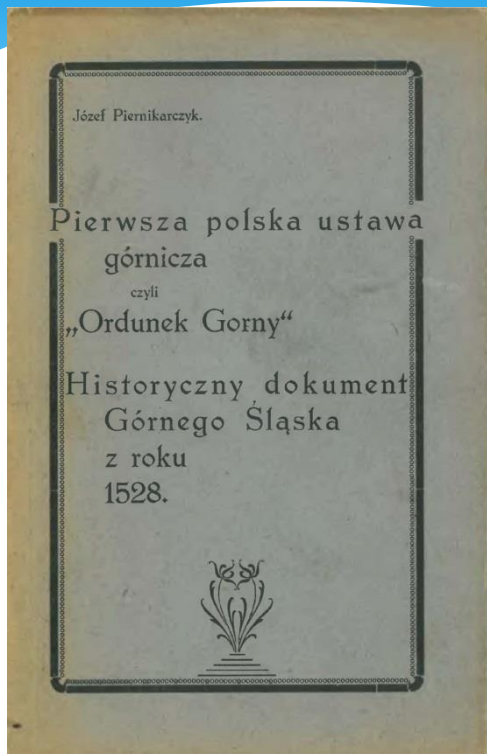 Józef Piernikarczyk.
Pierwsza polska ustawa
górnicza
czyli
„Ordunek Gorny“
Historyczny dokument
Górnego Śląska
z roku
1528.